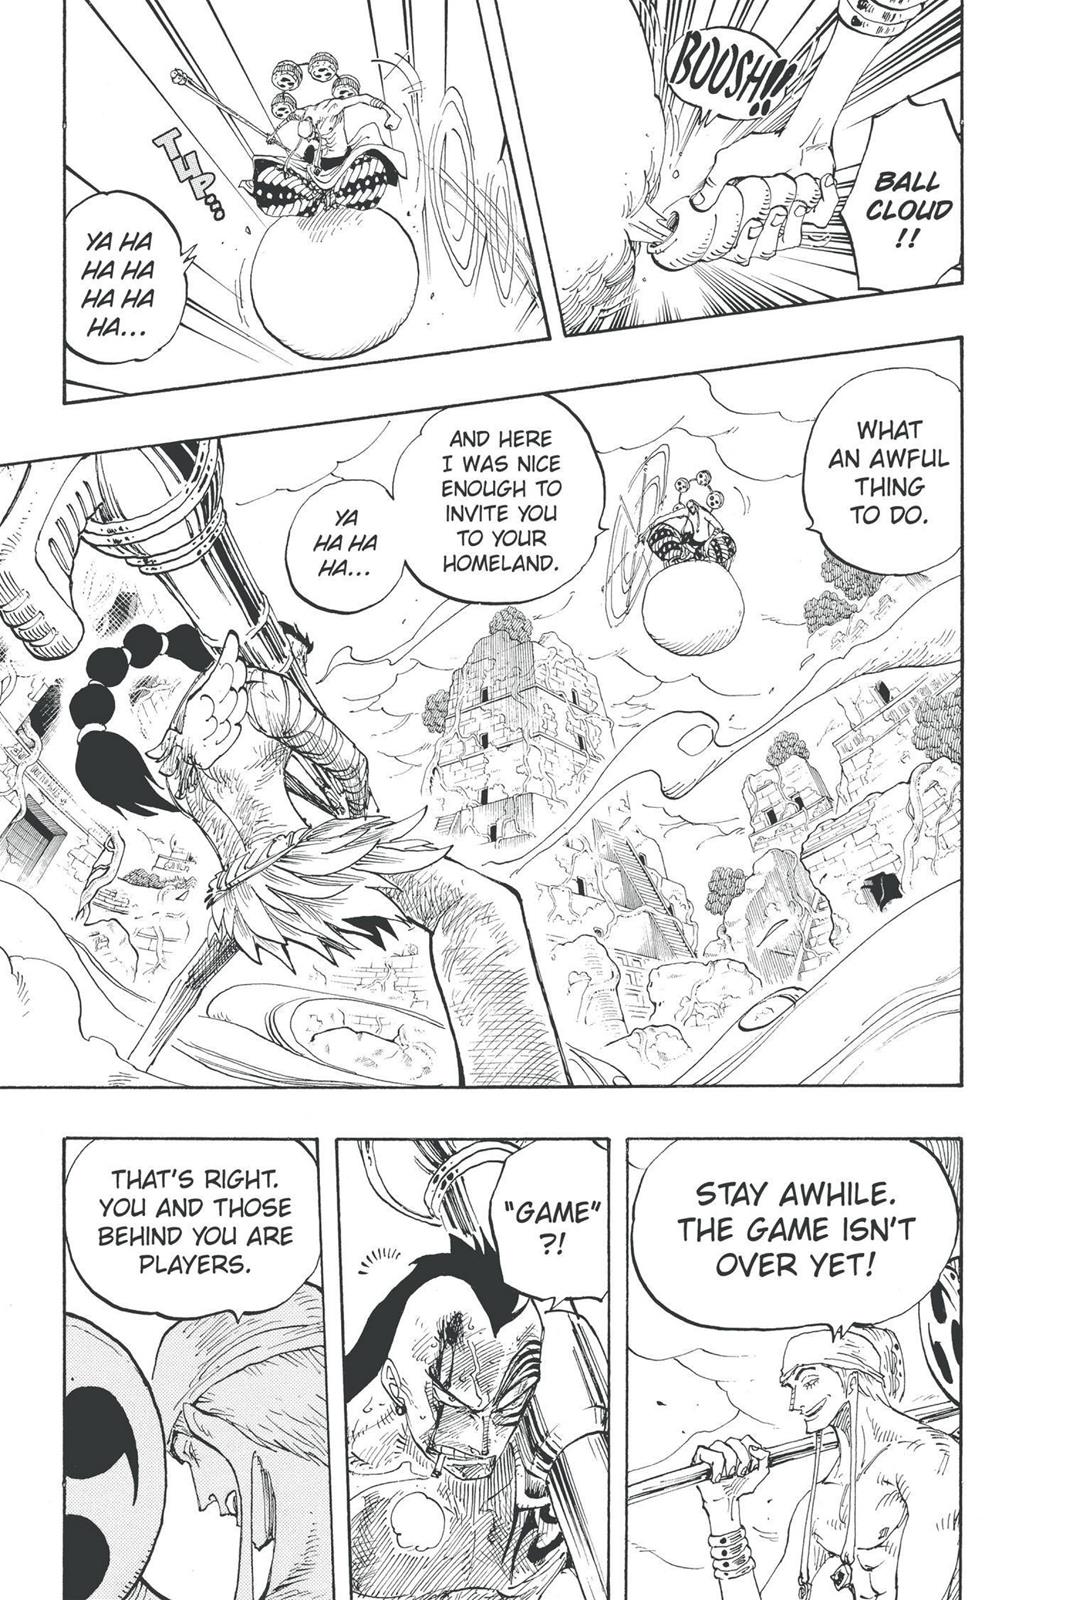 BOOSH!!
BALL
CLOUD
!!
TUP...
YA HA
HA HA
HA HA
HA...
WHAT
AN AWFUL
THING
TO DO.
AND HERE
I WAS NICE
ENOUGH TO
INVITE YOU
TO YOUR
HOMELAND.
YA
HA HA
HA...
STAY AWHILE.
THE GAME ISN'T
OVER YET!
"GAME"
?!
THAT'S RIGHT.
YOU AND THOSE
BEHIND YOU ARE
PLAYERS.